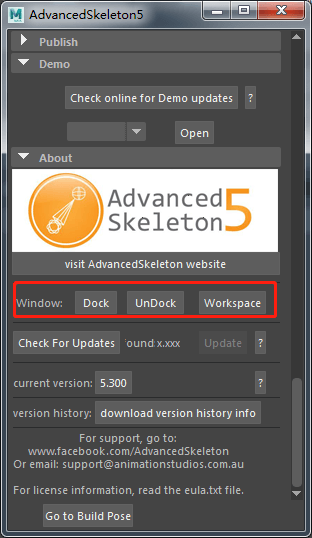 AdvancedSkeleton5
Publish
Demo
Check online for Demo updates ?
Open
About
Advanced
Skeleton 5
visit AdvancedSkeleton website
Window: Dock UnDock Workspace
Check For Updates ound:x.xxx Update ?
current version: 5.300 ?
version history: download version history info
For support, go to:
www.facebook.com/AdvancedSkeleton
Or email: support@animationstudios.com.au
For license information, read the eula.txt file.
Go to Build Pose